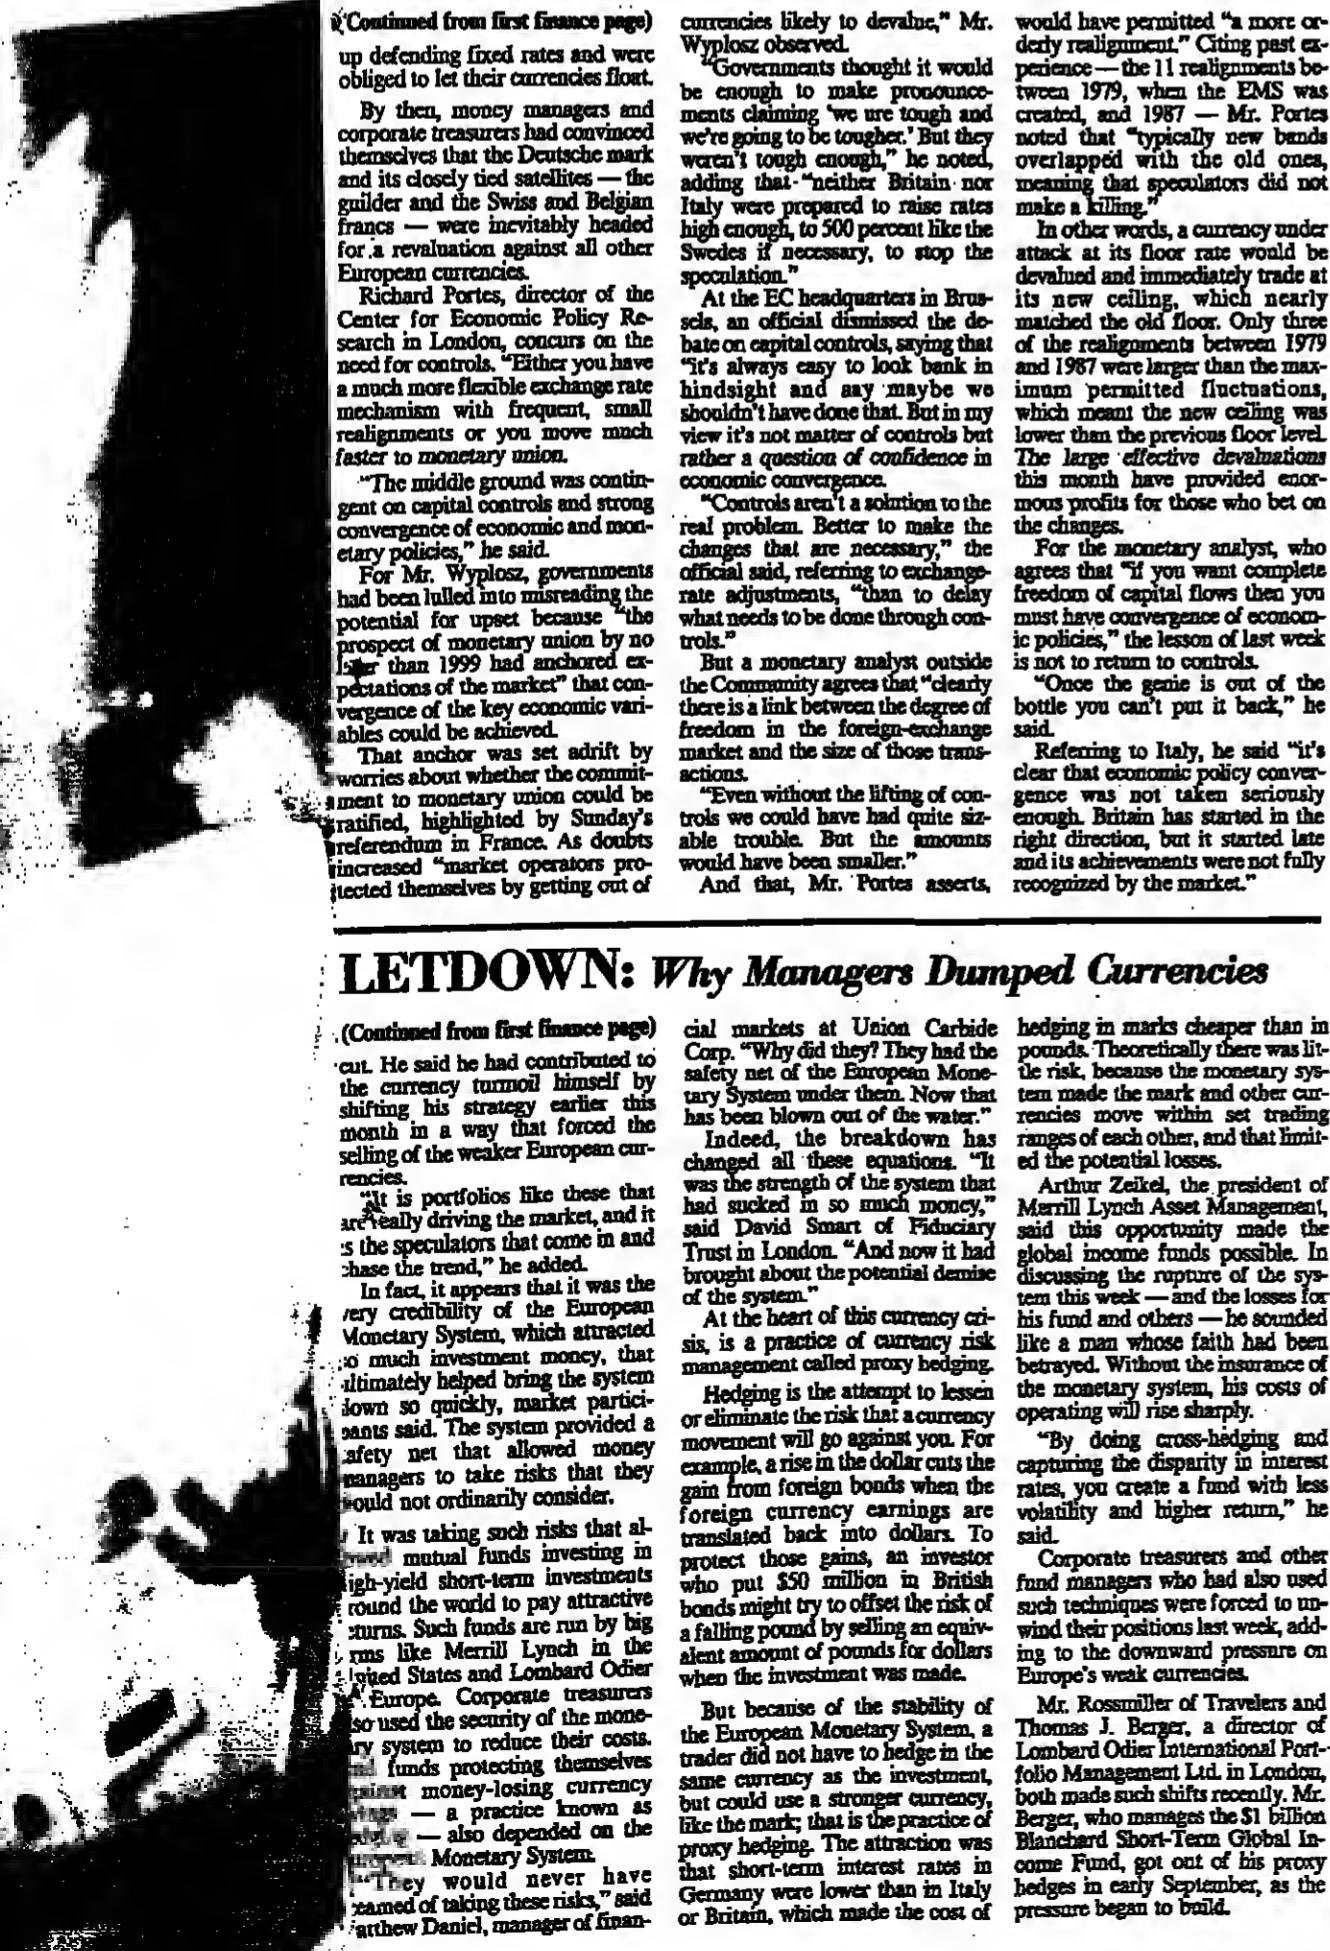 (Continued from first finance page)
up defending fixed rates and were
obliged to let their currencies float.
By then, money managers and
corporate treasurers had convinced
themselves that the Deutsche mark
and its closely tied satellites — the
guilder and the Swiss and Belgian
francs — were inevitably headed
for a revaluation against all other
European currencies.
Richard Portes, director of the
Center for Economic Policy Re-
search in London, concurs on the
need for controls. "Either you have
a much more flexible exchange rate
mechanism with frequent, small
realignments or you move much
faster to monetary union.
"The middle ground was contin-
gent on capital controls and strong
convergence of economic and mon-
etary policies," he said.
For Mr. Wyplosz, governments
had been lulled into misreading the
potential for upset because "the
prospect of monetary union by no
later than 1999 had anchored ex-
pectations of the market" that con-
vergence of the key economic vari-
ables could be achieved.
That anchor was set adrift by
worries about whether the commit-
ment to monetary union could be
ratified, highlighted by Sunday's
referendum in France. As doubts
increased "market operators pro-
tected themselves by getting out of
currencies likely to devalue," Mr.
Wyplosz observed.
"Governments thought it would
be enough to make pronounce-
ments claiming 'we are tough and
we're going to be tougher.' But they
weren't tough enough," he noted,
adding that "neither Britain nor
Italy were prepared to raise rates
high enough, to 500 percent like the
Swedes if necessary, to stop the
speculation."
At the EC headquarters in Brus-
sels, an official dismissed the de-
bate on capital controls, saying that
"it's always easy to look bank in
hindsight and say maybe we
shouldn't have done that. But in my
view it's not matter of controls but
rather a question of confidence in
economic convergence.
"Controls aren't a solution to the
real problem. Better to make the
changes that are necessary," the
official said, referring to exchange-
rate adjustments, "than to delay
what needs to be done through con-
trols."
But a monetary analyst outside
the Community agrees that "clearly
there is a link between the degree of
freedom in the foreign-exchange
market and the size of those trans-
actions.
"Even without the lifting of con-
trols we could have had quite siz-
able trouble. But the amounts
would have been smaller."
And that, Mr. Portes asserts,
would have permitted "a more or-
derly realignment." Citing past ex-
perience — the 11 realignments be-
tween 1979, when the EMS was
created, and 1987 — Mr. Portes
noted that "typically new bands
overlapped with the old ones,
meaning that speculators did not
make a killing."
In other words, a currency under
attack at its floor rate would be
devalued and immediately trade at
its new ceiling, which nearly
matched the old floor. Only three
of the realignments between 1979
and 1987 were larger than the max-
imum permitted fluctuations,
which meant the new ceiling was
lower than the previous floor level.
The large effective devaluations
this month have provided enor-
mous profits for those who bet on
the changes.
For the monetary analyst, who
agrees that "if you want complete
freedom of capital flows then you
must have convergence of econom-
ic policies," the lesson of last week
is not to return to controls.
"Once the genie is out of the
bottle you can't put it back," he
said.
Referring to Italy, he said "it's
clear that economic policy conver-
gence was not taken seriously
enough. Britain has started in the
right direction, but it started late
and its achievements were not fully
recognized by the market."
LETDOWN: Why Managers Dumped Currencies
(Continued from first finance page)
cut. He said he had contributed to
the currency turmoil himself by
shifting his strategy earlier this
month in a way that forced the
selling of the weaker European cur-
rencies.
"It is portfolios like these that
are really driving the market, and it
s the speculators that come in and
chase the trend," he added.
In fact, it appears that it was the
very credibility of the European
Monetary System, which attracted
so much investment money, that
ultimately helped bring the system
down so quickly, market partici-
pants said. The system provided a
safety net that allowed money
managers to take risks that they
would not ordinarily consider.
It was taking such risks that al-
lowed mutual funds investing in
high-yield short-term investments
round the world to pay attractive
returns. Such funds are run by big
firms like Merrill Lynch in the
United States and Lombard Odier
Europe. Corporate treasurers
also used the security of the mone-
tary system to reduce their costs.
funds protecting themselves
against money-losing currency
— a practice known as
— also depended on the
Monetary System.
"They would never have
dreamed of taking these risks," said
Matthew Daniel, manager of finan-
cial markets at Union Carbide
Corp. "Why did they? They had the
safety net of the European Mone-
tary System under them. Now that
has been blown out of the water."
Indeed, the breakdown has
changed all these equations. "It
was the strength of the system that
had sucked in so much money,"
said David Smart of Fiduciary
Trust in London. "And now it had
brought about the potential demise
of the system."
At the heart of this currency cri-
sis, is a practice of currency risk
management called proxy hedging.
Hedging is the attempt to lessen
or eliminate the risk that a currency
movement will go against you. For
example, a rise in the dollar cuts the
gain from foreign bonds when the
foreign currency earnings are
translated back into dollars. To
protect those gains, an investor
who put $50 million in British
bonds might try to offset the risk of
a falling pound by selling an equiv-
alent amount of pounds for dollars
when the investment was made.
But because of the stability of
the European Monetary System, a
trader did not have to hedge in the
same currency as the investment,
but could use a stronger currency,
like the mark; that is the practice of
proxy hedging. The attraction was
that short-term interest rates in
Germany were lower than in Italy
or Britain, which made the cost of
hedging in marks cheaper than in
pounds. Theoretically there was lit-
tle risk, because the monetary sys-
tem made the mark and other cur-
rencies move within set trading
ranges of each other, and that limit-
ed the potential losses.
Arthur Zeikel, the president of
Merrill Lynch Asset Management,
said this opportunity made the
global income funds possible. In
discussing the rupture of the sys-
tem this week — and the losses for
his fund and others — he sounded
like a man whose faith had been
betrayed. Without the insurance of
the monetary system, his costs of
operating will rise sharply.
"By doing cross-hedging and
capturing the disparity in interest
rates, you create a fund with less
volatility and higher return," he
said.
Corporate treasurers and other
fund managers who had also used
such techniques were forced to un-
wind their positions last week, add-
ing to the downward pressure on
Europe's weak currencies.
Mr. Rossmiller of Travelers and
Thomas J. Berger, a director of
Lombard Odier International Port-
folio Management Ltd. in London,
both made such shifts recently. Mr.
Berger, who manages the $1 billion
Blanchard Short-Term Global In-
come Fund, got out of his proxy
hedges in early September, as the
pressure began to build.